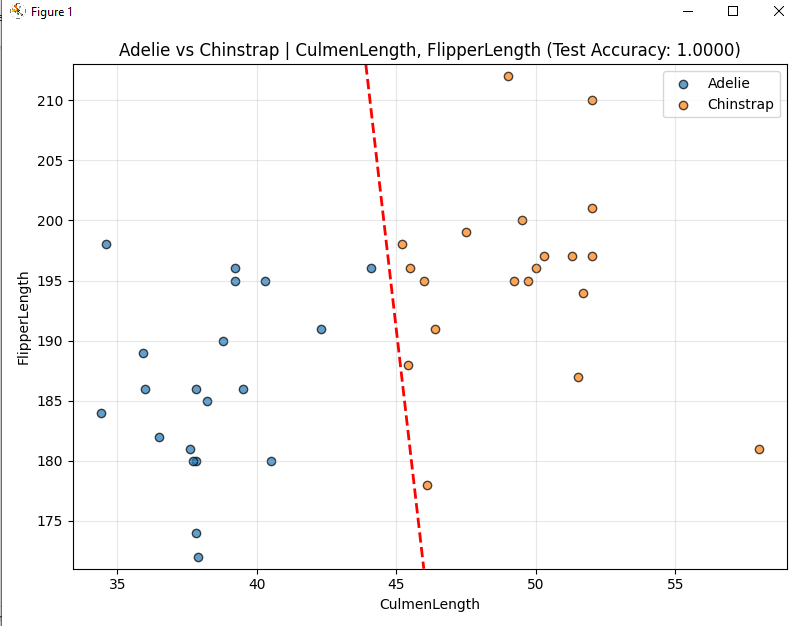 Figure 1
Adelie vs Chinstrap | CulmenLength, FlipperLength (Test Accuracy: 1.0000)
Adelie
Chinstrap
210
205
200
195
190
185
180
175
FlipperLength
35 40 45 50 55
CulmenLength